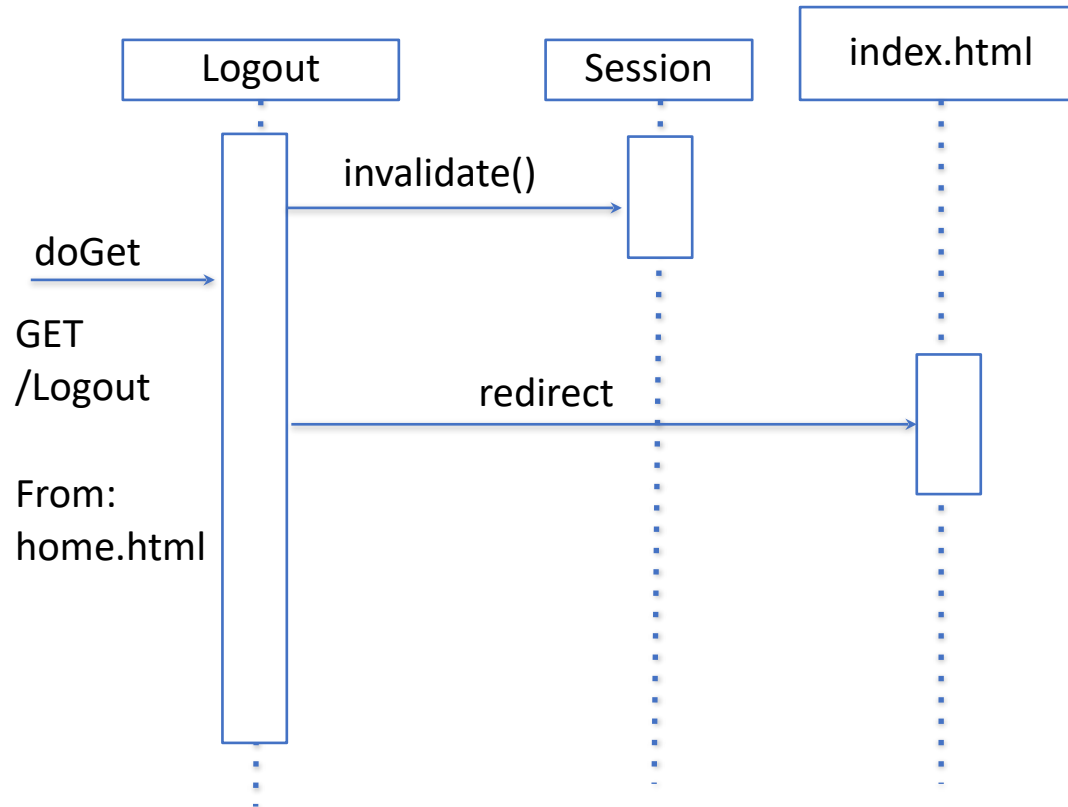 Logout
Session
index.html
invalidate()
doGet
GET
/Logout
redirect
From:
home.html